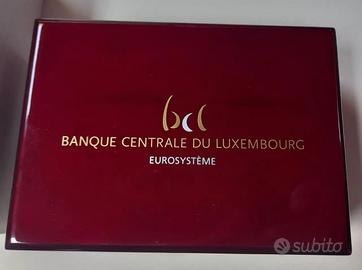 bcl
BANQUE CENTRALE DU LUXEMBOURG
EUROSYSTÈME
subito